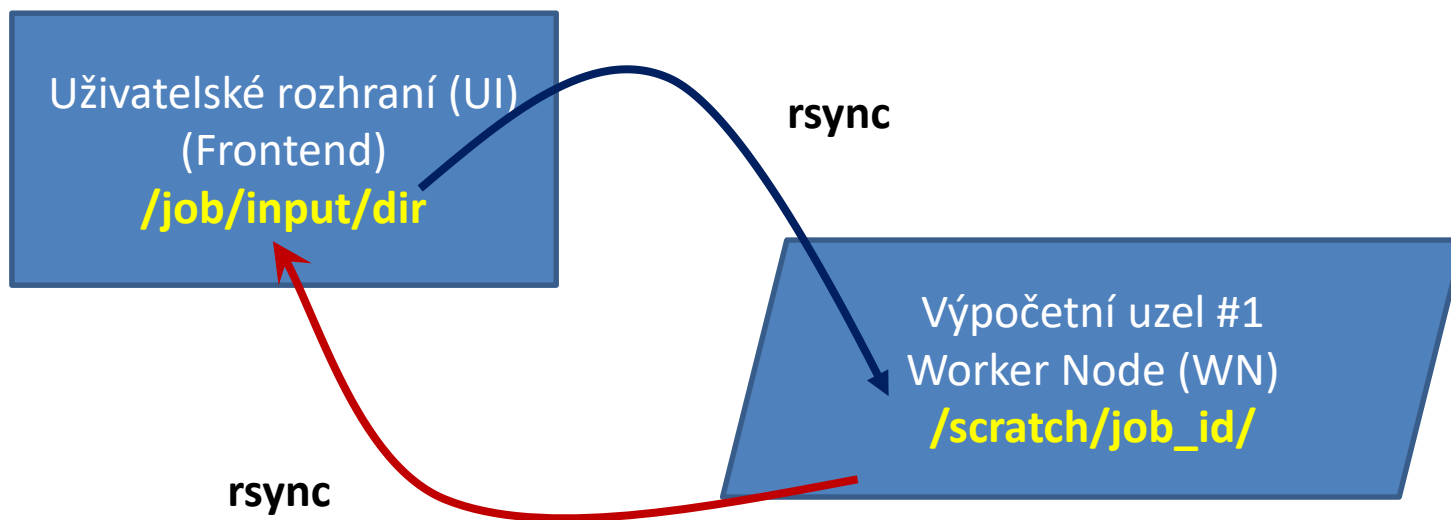 Uživatelské rozhraní (UI)
(Frontend)
/job/input/dir
rsync
Výpočetní uzel #1
Worker Node (WN)
/scratch/job_id/
rsync